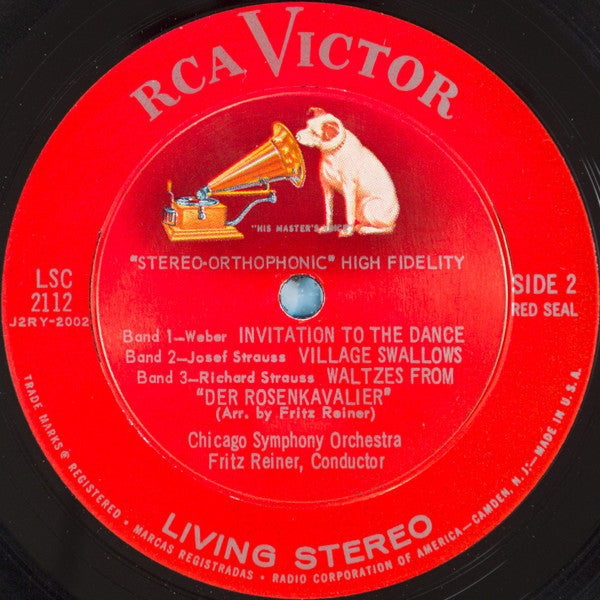 RCA VICTOR
"HIS MASTER'S VOICE"
"STEREO-ORTHOPHONIC" HIGH FIDELITY
LSC
2112
J2RY-2002
SIDE 2
RED SEAL
Band 1—Weber INVITATION TO THE DANCE
Band 2—Josef Strauss VILLAGE SWALLOWS
Band 3—Richard Strauss WALTZES FROM
"DER ROSENKAVALIER"
(Arr. by Fritz Reiner)
Chicago Symphony Orchestra
Fritz Reiner, Conductor
LIVING STEREO
TRADE MARKS ® REGISTERED • MARCAS REGISTRADAS • RADIO CORPORATION OF AMERICA—CAMDEN, N.J.—MADE IN U.S.A.